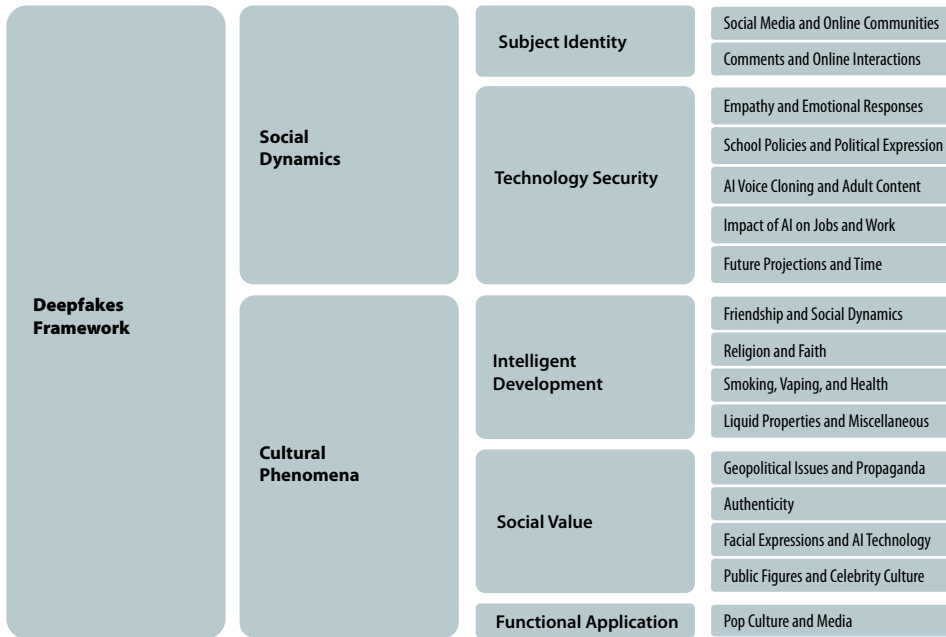 Deepfakes
Framework
Social
Dynamics
Cultural
Phenomena
Subject Identity
Technology Security
Intelligent
Development
Social Value
Functional Application
Social Media and Online Communities
Comments and Online Interactions
Empathy and Emotional Responses
School Policies and Political Expression
AI Voice Cloning and Adult Content
Impact of AI on Jobs and Work
Future Projections and Time
Friendship and Social Dynamics
Religion and Faith
Smoking, Vaping, and Health
Liquid Properties and Miscellaneous
Geopolitical Issues and Propaganda
Authenticity
Facial Expressions and AI Technology
Public Figures and Celebrity Culture
Pop Culture and Media